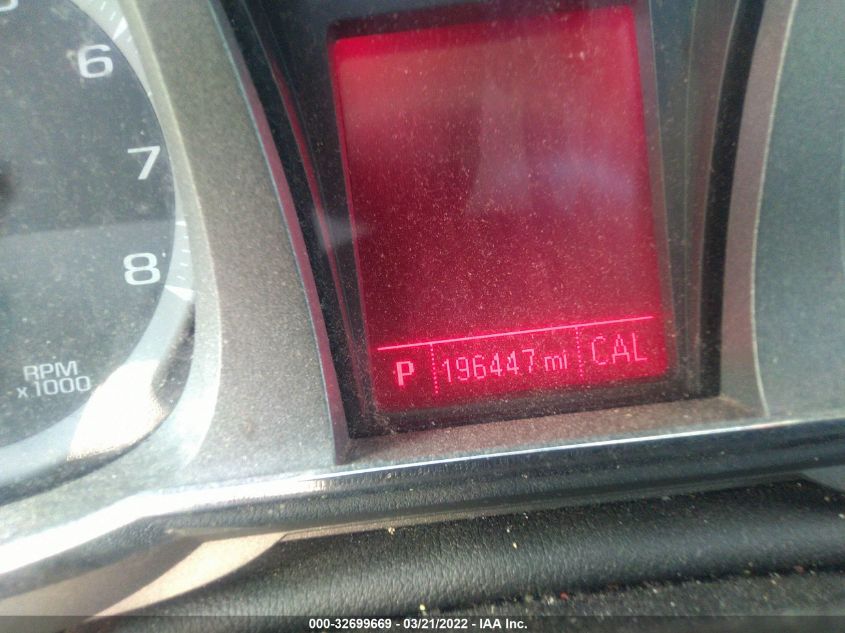 6
7
8
RPM
x1000
P 196447 mi CAL
000-32699669 - 03/21/2022 - IAA Inc.